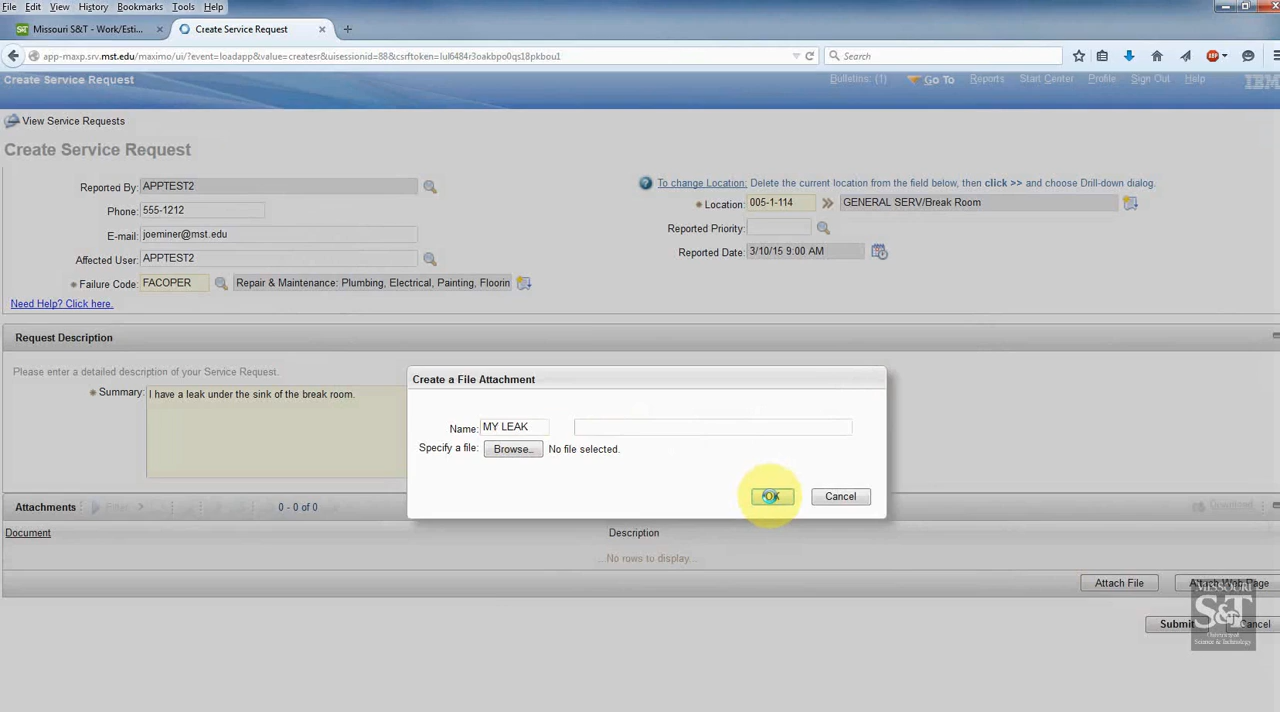 File Edit View History Bookmarks Tools Help
Missouri S&T - Work/Esti... × Create Service Request × +
app-maxp.srv.mst.edu/maximo/ui/?event=loadapp&value=createsr&uisessionid=88&csrftoken=lul6484r3oakbpo0qs18pkbou1 Search
Create Service Request Bulletins: (1) Go To Reports Start Center Profile Sign Out Help IBM
View Service Requests
Create Service Request
Reported By: APPTEST2 To change Location: Delete the current location from the field below, then click >> and choose Drill-down dialog.
Phone: 555-1212 Location: 005-1-114 GENERAL SERV/Break Room
E-mail: joeminer@mst.edu Reported Priority:
Affected User: APPTEST2 Reported Date: 3/10/15 9:00 AM
Failure Code: FACOPER Repair & Maintenance: Plumbing, Electrical, Painting, Floorin
Need Help? Click here.
Request Description
Please enter a detailed description of your Service Request.
Summary: I have a leak under the sink of the break room.
Create a File Attachment
Name: MY LEAK
Specify a file: Browse... No file selected.
OK Cancel
Attachments Filter 0 - 0 of 0 Download
Document Description
...No rows to display...
Attach File Attach Web Page
Submit Cancel
MISSOURI
S&T
University of
Science & Technology